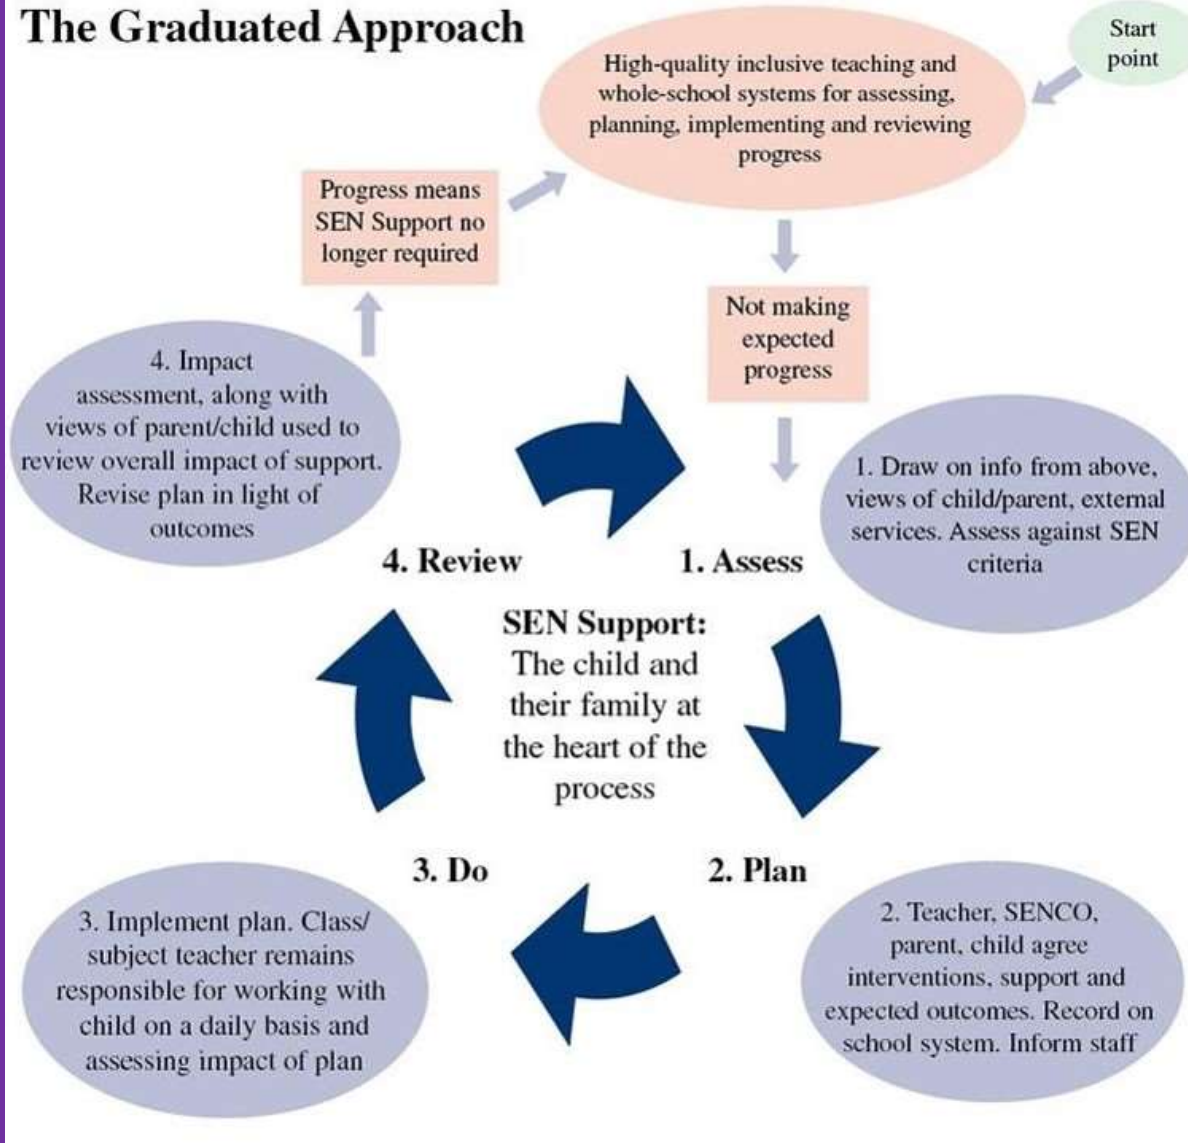 The Graduated Approach
Start
point
High-quality inclusive teaching and
whole-school systems for assessing,
planning, implementing and reviewing
progress
Progress means
SEN Support no
longer required
Not making
expected
progress
4. Impact
assessment, along with
views of parent/child used to
review overall impact of support.
Revise plan in light of
outcomes
1. Draw on info from above,
views of child/parent, external
services. Assess against SEN
criteria
4. Review
1. Assess
SEN Support:
The child and
their family at
the heart of the
process
3. Do
2. Plan
3. Implement plan. Class/
subject teacher remains
responsible for working with
child on a daily basis and
assessing impact of plan
2. Teacher, SENCO,
parent, child agree
interventions, support and
expected outcomes. Record on
school system. Inform staff